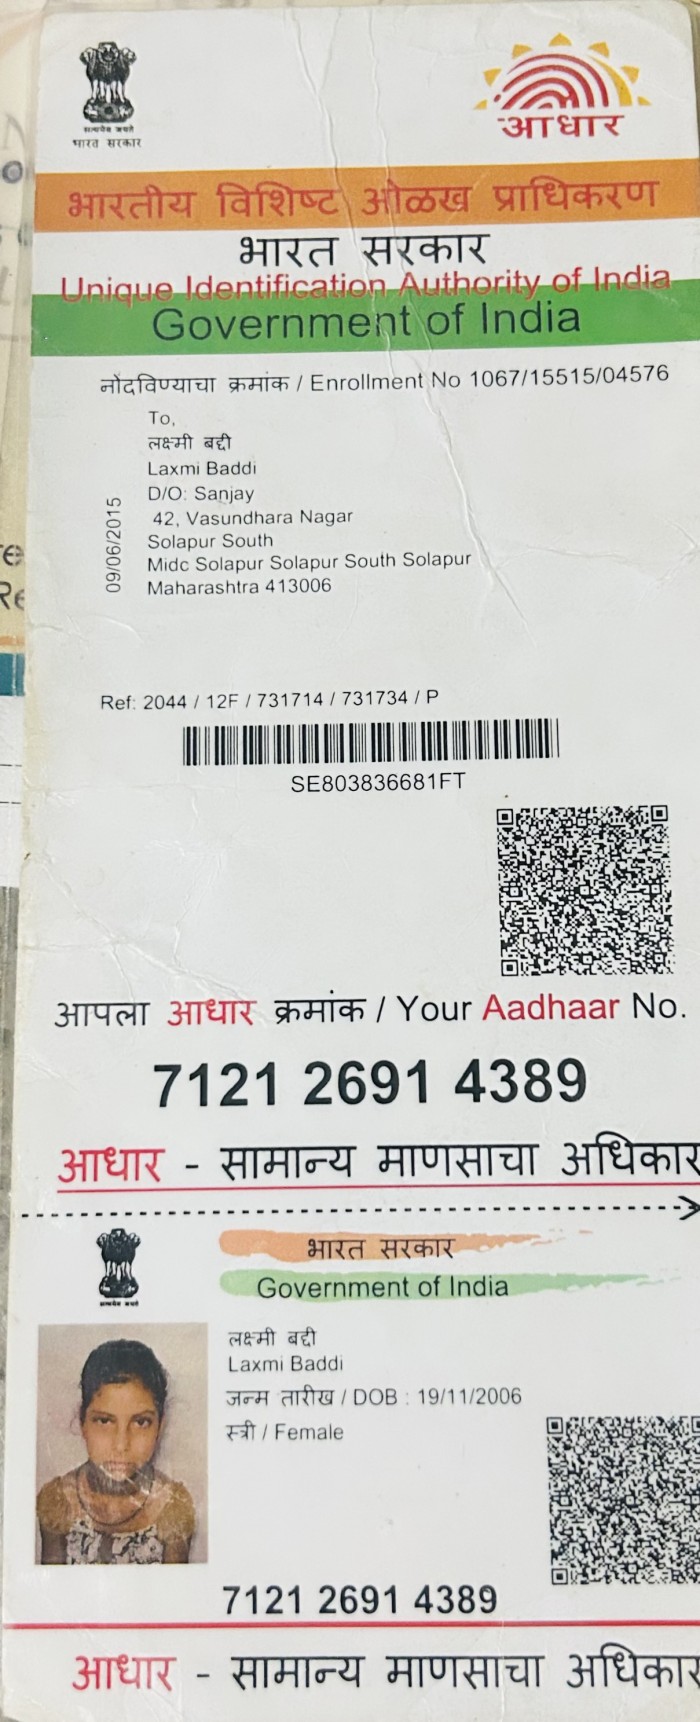 सत्यमेव जयते
भारत सरकार
आधार
भारतीय विशिष्ट ओळख प्राधिकरण
भारत सरकार
Unique Identification Authority of India
Government of India
नोंदविण्याचा क्रमांक / Enrollment No 1067/15515/04576
To,
लक्ष्मी बद्दी
Laxmi Baddi
D/O: Sanjay
42, Vasundhara Nagar
Solapur South
Midc Solapur Solapur South Solapur
Maharashtra 413006
09/06/2015
Ref: 2044 / 12F / 731714 / 731734 / P
SE803836681FT
आपला आधार क्रमांक / Your Aadhaar No.
7121 2691 4389
आधार - सामान्य माणसाचा अधिकार
भारत सरकार
Government of India
लक्ष्मी बद्दी
Laxmi Baddi
जन्म तारीख / DOB : 19/11/2006
स्त्री / Female
7121 2691 4389
आधार - सामान्य माणसाचा अधिकार